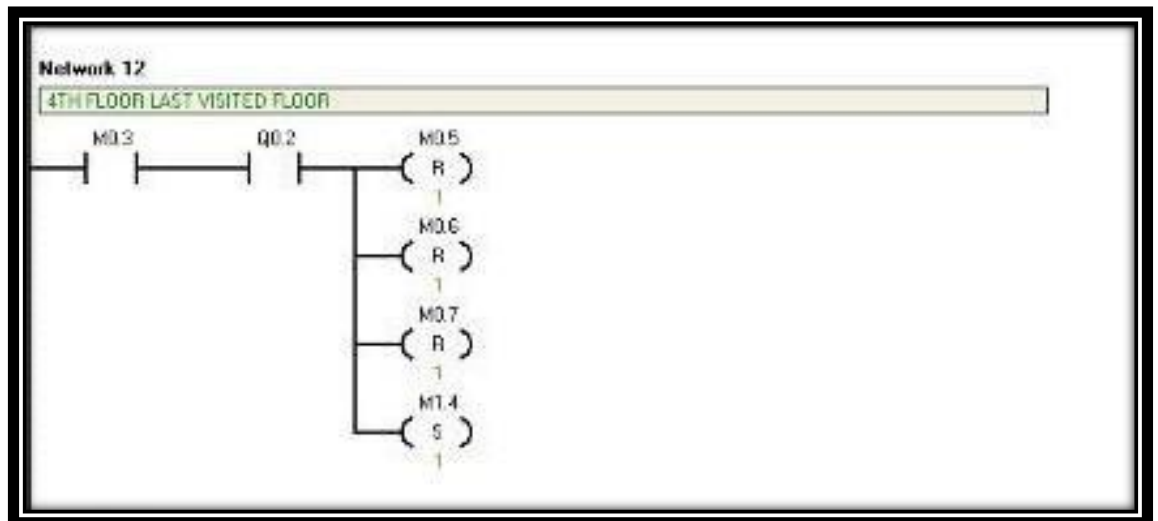 Network 12
4TH FLOOR LAST VISITED FLOOR
M0.3 Q0.2 M0.5
R
1
M0.6
R
1
M0.7
R
1
M1.4
S
1